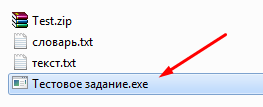 Test.zip
словарь.txt
текст.txt
Тестовое задание.exe